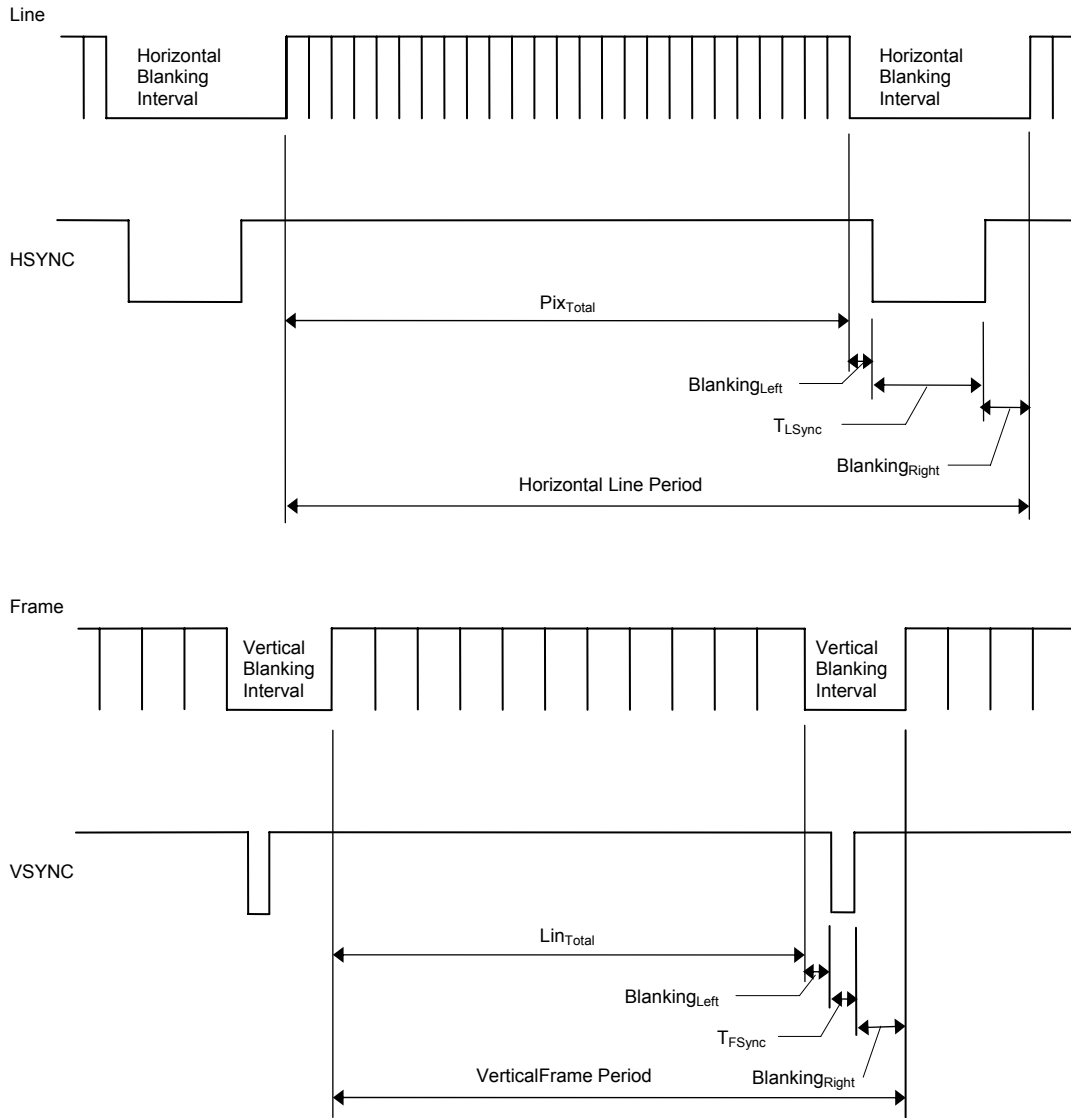 Line
Horizontal
Blanking
Interval
Horizontal
Blanking
Interval
HSYNC
PixTotal
BlankingLeft
TLSync
BlankingRight
Horizontal Line Period
Frame
Vertical
Blanking
Interval
Vertical
Blanking
Interval
VSYNC
LinTotal
BlankingLeft
TFSync
BlankingRight
VerticalFrame Period